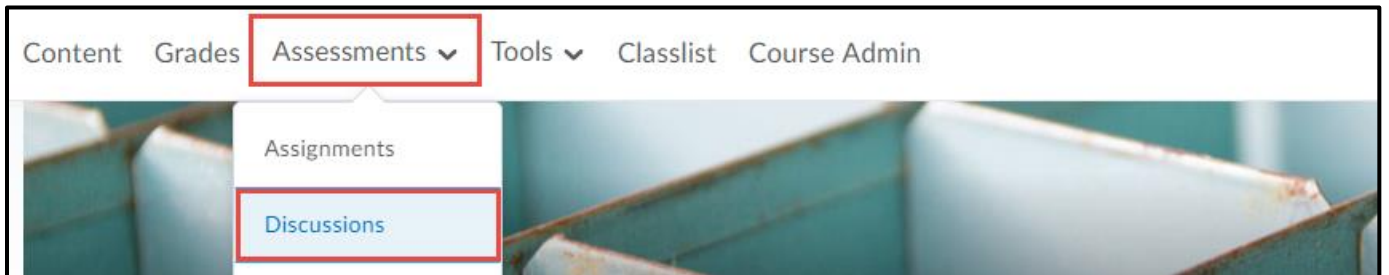 Content Grades Assessments Tools Classlist Course Admin
Assignments
Discussions